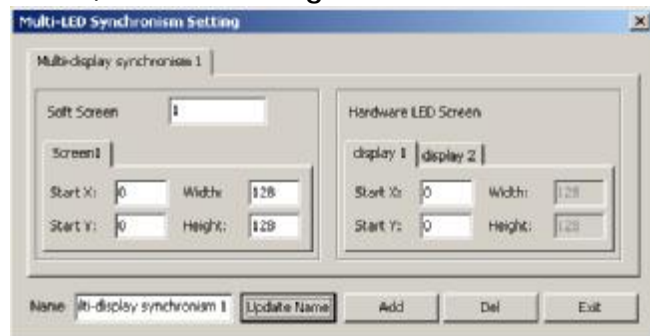 Multi-LED Synchronism Setting
Multi-display synchronism 1
Soft Screen 1
Screen1
Start X: 0 Width: 128
Start Y: 0 Height: 128
Hardware LED Screen
display 1 display 2
Start X: 0 Width: 128
Start Y: 0 Height: 128
Name lti-display synchronism 1 Update Name Add Del Exit